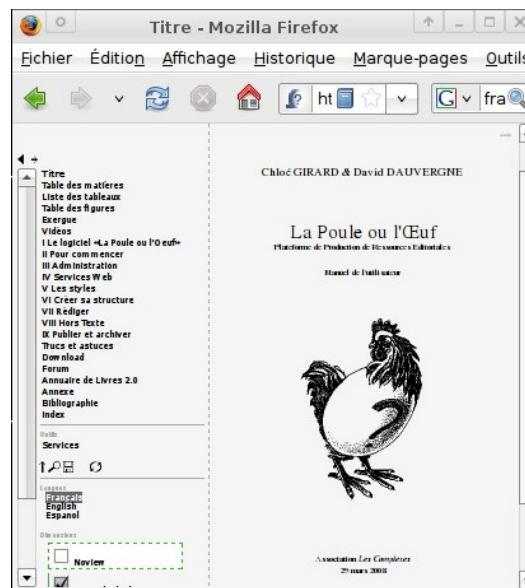 Titre - Mozilla Firefox
Fichier Édition Affichage Historique Marque-pages Outils
ht
G
fra
Titre
Table des matières
Liste des tableaux
Table des figures
Exergue
Vidéos
I Le logiciel «La Poule ou l'Oeuf»
II Pour commencer
III Administration
IV Services Web
V Les styles
VI Créer sa structure
VII Rédiger
VIII Hors Texte
IX Publier et archiver
Trucs et astuces
Download
Forum
Annuaire de Livres 2.0
Annexe
Bibliographie
Index
Outils
Services
Langues
Français
English
Espanol
Dimensions
Noview
Chloé GIRARD & David DAUVERGNE
La Poule ou l'Œuf
Plateforme de Production de Ressources Editoriales
Manuel de l'utilisateur
Association Les Complexes
29 mars 2008